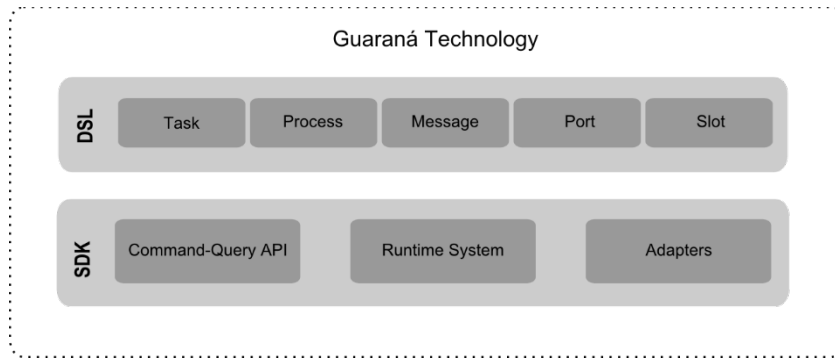 Guaraná Technology
DSL
Task
Process
Message
Port
Slot
SDK
Command-Query API
Runtime System
Adapters